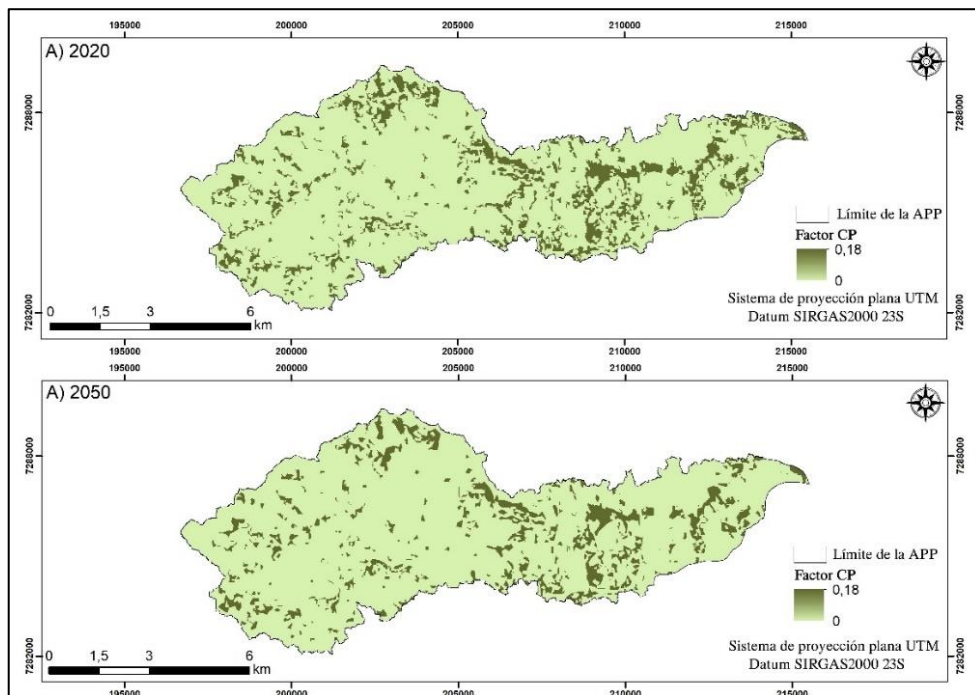 195000 200000 205000 210000 215000
A) 2020
7288000 7288000
Límite de la APP
Factor CP
0,18
0
Sistema de proyección plana UTM
Datum SIRGAS2000 23S
7282000 7282000
0 1,5 3 6
km
195000 200000 205000 210000 215000
195000 200000 205000 210000 215000
A) 2050
7288000 7288000
Límite de la APP
Factor CP
0,18
0
Sistema de proyección plana UTM
Datum SIRGAS2000 23S
7282000 7282000
0 1,5 3 6
km
195000 200000 205000 210000 215000